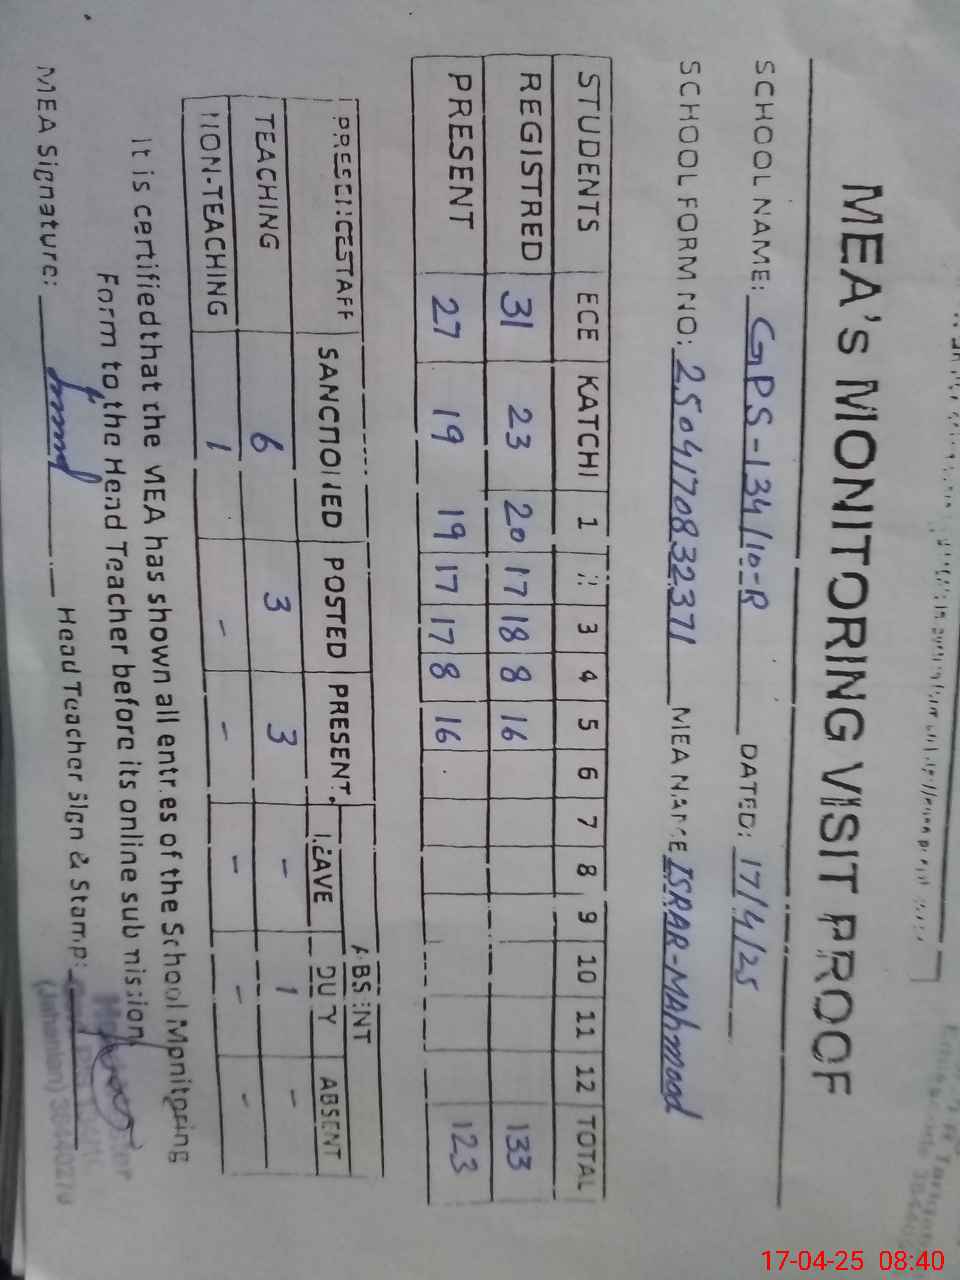 MEA's MONITORING VISIT PROOF
SCHOOL NAME: GPS-134/10-R DATED: 17/4/25
SCHOOL FORM NO: 2504170832371 MEA NAME ISRAR-MAhmood
STUDENTS ECE KATCHI 1 2 3 4 5 6 7 8 9 10 11 12 TOTAL
REGISTRED 31 23 20 17 18 8 16 133
PRESENT 27 19 19 17 17 8 16 123
PRESENCESTAFF SANCTIONED POSTED PRESENT ABSENT
LEAVE DUTY ABSENT
TEACHING 6 3 3 - 1 -
NON-TEACHING 1 - - - - -
It is certifiedthat the MEA has shown all entries of the School Monitoring
Form to the Head Teacher before its online submission
MEA Signature: Head Teacher Sign & Stamp:
(Jahanian)
17-04-25 08:40